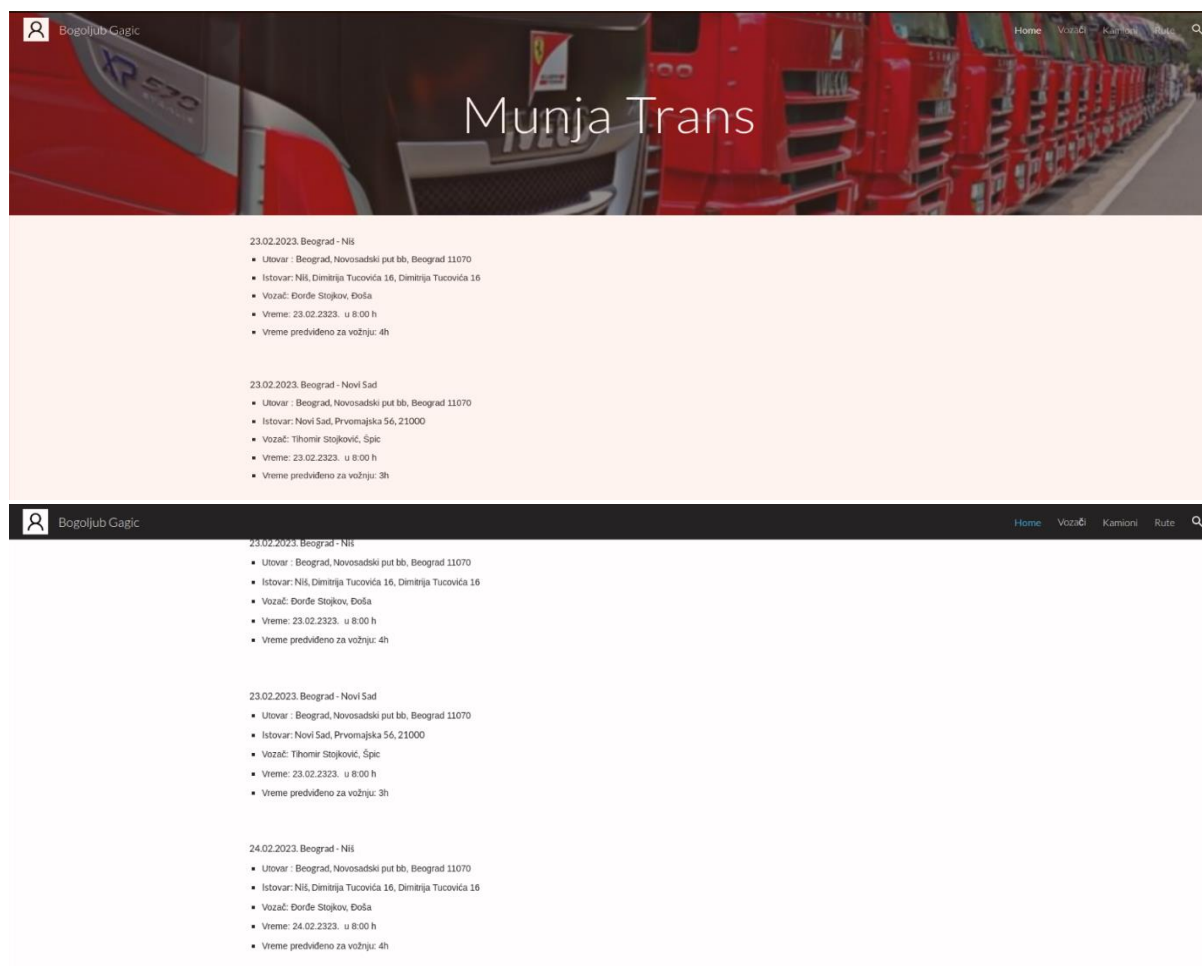 Bogoljub Gagic
Home Vozači Kamioni Rute
XP 570
IVECO
Munja Trans
23.02.2023. Beograd - Niš
Utovar : Beograd, Novosadski put bb, Beograd 11070
Istovar: Niš, Dimitrija Tucovića 16, Dimitrija Tucovića 16
Vozač: Đorđe Stojkov, Đoša
Vreme: 23.02.2323. u 8:00 h
Vreme predviđeno za vožnju: 4h
23.02.2023. Beograd - Novi Sad
Utovar : Beograd, Novosadski put bb, Beograd 11070
Istovar: Novi Sad, Prvomajska 56, 21000
Vozač: Tihomir Stojković, Špic
Vreme: 23.02.2323. u 8:00 h
Vreme predviđeno za vožnju: 3h
Bogoljub Gagic
Home Vozači Kamioni Rute
23.02.2023. Beograd - Niš
Utovar : Beograd, Novosadski put bb, Beograd 11070
Istovar: Niš, Dimitrija Tucovića 16, Dimitrija Tucovića 16
Vozač: Đorđe Stojkov, Đoša
Vreme: 23.02.2323. u 8:00 h
Vreme predviđeno za vožnju: 4h
23.02.2023. Beograd - Novi Sad
Utovar : Beograd, Novosadski put bb, Beograd 11070
Istovar: Novi Sad, Prvomajska 56, 21000
Vozač: Tihomir Stojković, Špic
Vreme: 23.02.2323. u 8:00 h
Vreme predviđeno za vožnju: 3h
24.02.2023. Beograd - Niš
Utovar : Beograd, Novosadski put bb, Beograd 11070
Istovar: Niš, Dimitrija Tucovića 16, Dimitrija Tucovića 16
Vozač: Đorđe Stojkov, Đoša
Vreme: 24.02.2323. u 8:00 h
Vreme predviđeno za vožnju: 4h